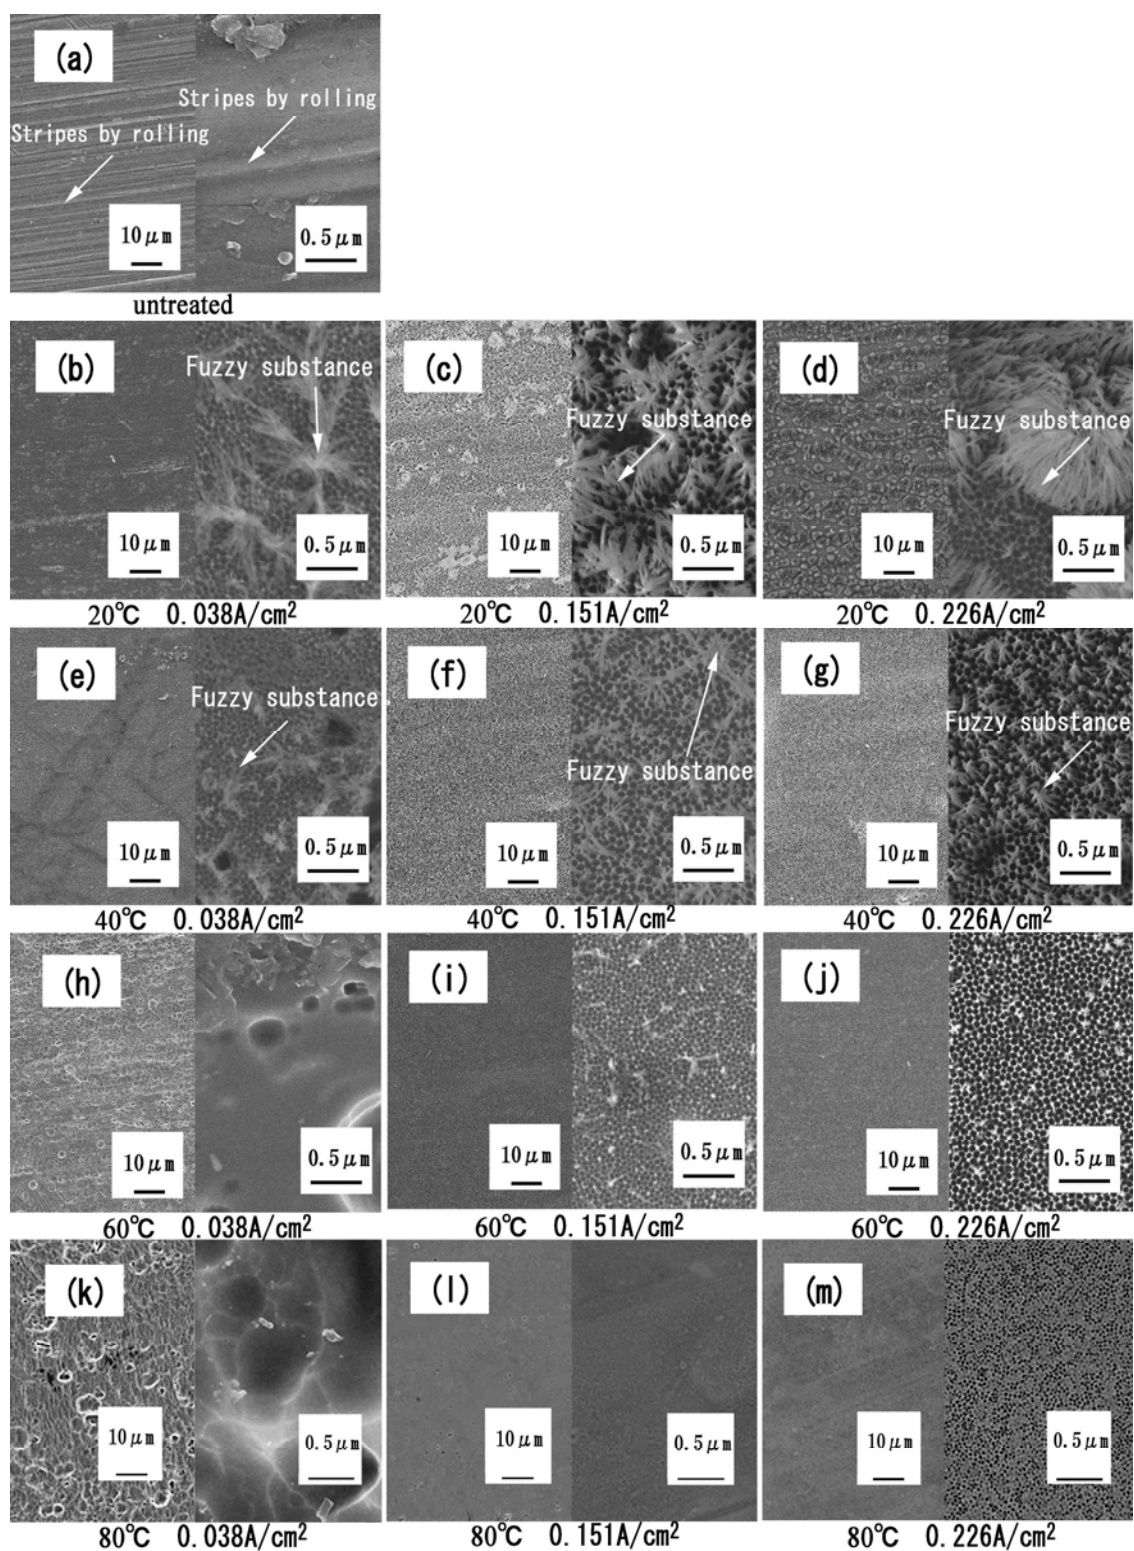 (a)
Stripes by rolling
Stripes by rolling
10μm
0.5μm
untreated
(b)
Fuzzy substance
10μm
0.5μm
20℃ 0.038A/cm²
(c)
Fuzzy substance
10μm
0.5μm
20℃ 0.151A/cm²
(d)
Fuzzy substance
10μm
0.5μm
20℃ 0.226A/cm²
(e)
Fuzzy substance
10μm
0.5μm
40℃ 0.038A/cm²
(f)
Fuzzy substance
10μm
0.5μm
40℃ 0.151A/cm²
(g)
Fuzzy substance
10μm
0.5μm
40℃ 0.226A/cm²
(h)
10μm
0.5μm
60℃ 0.038A/cm²
(i)
10μm
0.5μm
60℃ 0.151A/cm²
(j)
10μm
0.5μm
60℃ 0.226A/cm²
(k)
10μm
0.5μm
80℃ 0.038A/cm²
(l)
10μm
0.5μm
80℃ 0.151A/cm²
(m)
10μm
0.5μm
80℃ 0.226A/cm²